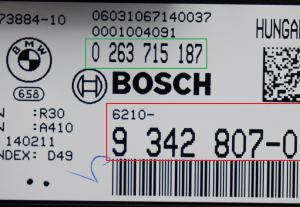 73884-10
06031067140037
0001004091
HUNGAR
0 263 715 187
BMW
BOSCH
658
:R30
:A410
140211
NDEX: D49
6210-
9 342 807-0